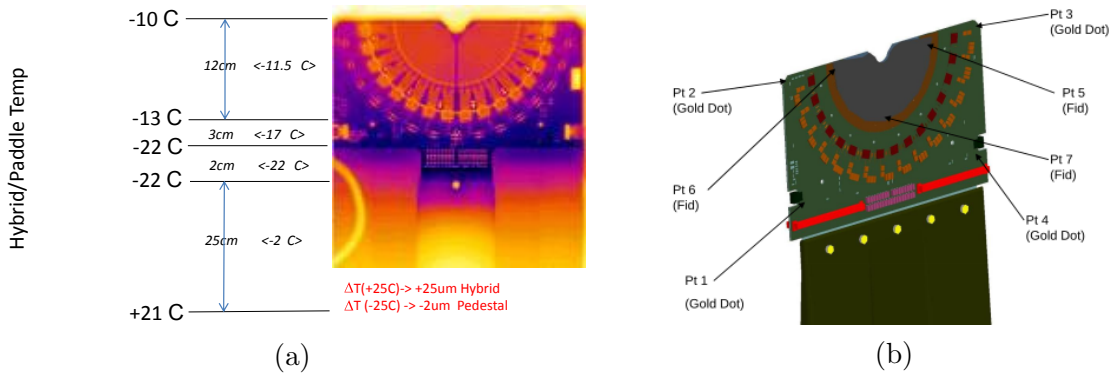 Hybrid/Paddle Temp
-10 C
12cm <-11.5 C>
-13 C
3cm <-17 C>
-22 C
2cm <-22 C>
-22 C
25cm <-2 C>
+21 C
ΔT(+25C)-> +25um Hybrid
ΔT (-25C) -> -2um Pedestal
(a)
Pt 3
(Gold Dot)
Pt 2
(Gold Dot)
Pt 5
(Fid)
Pt 7
(Fid)
Pt 6
(Fid)
Pt 4
(Gold Dot)
Pt 1
(Gold Dot)
(b)